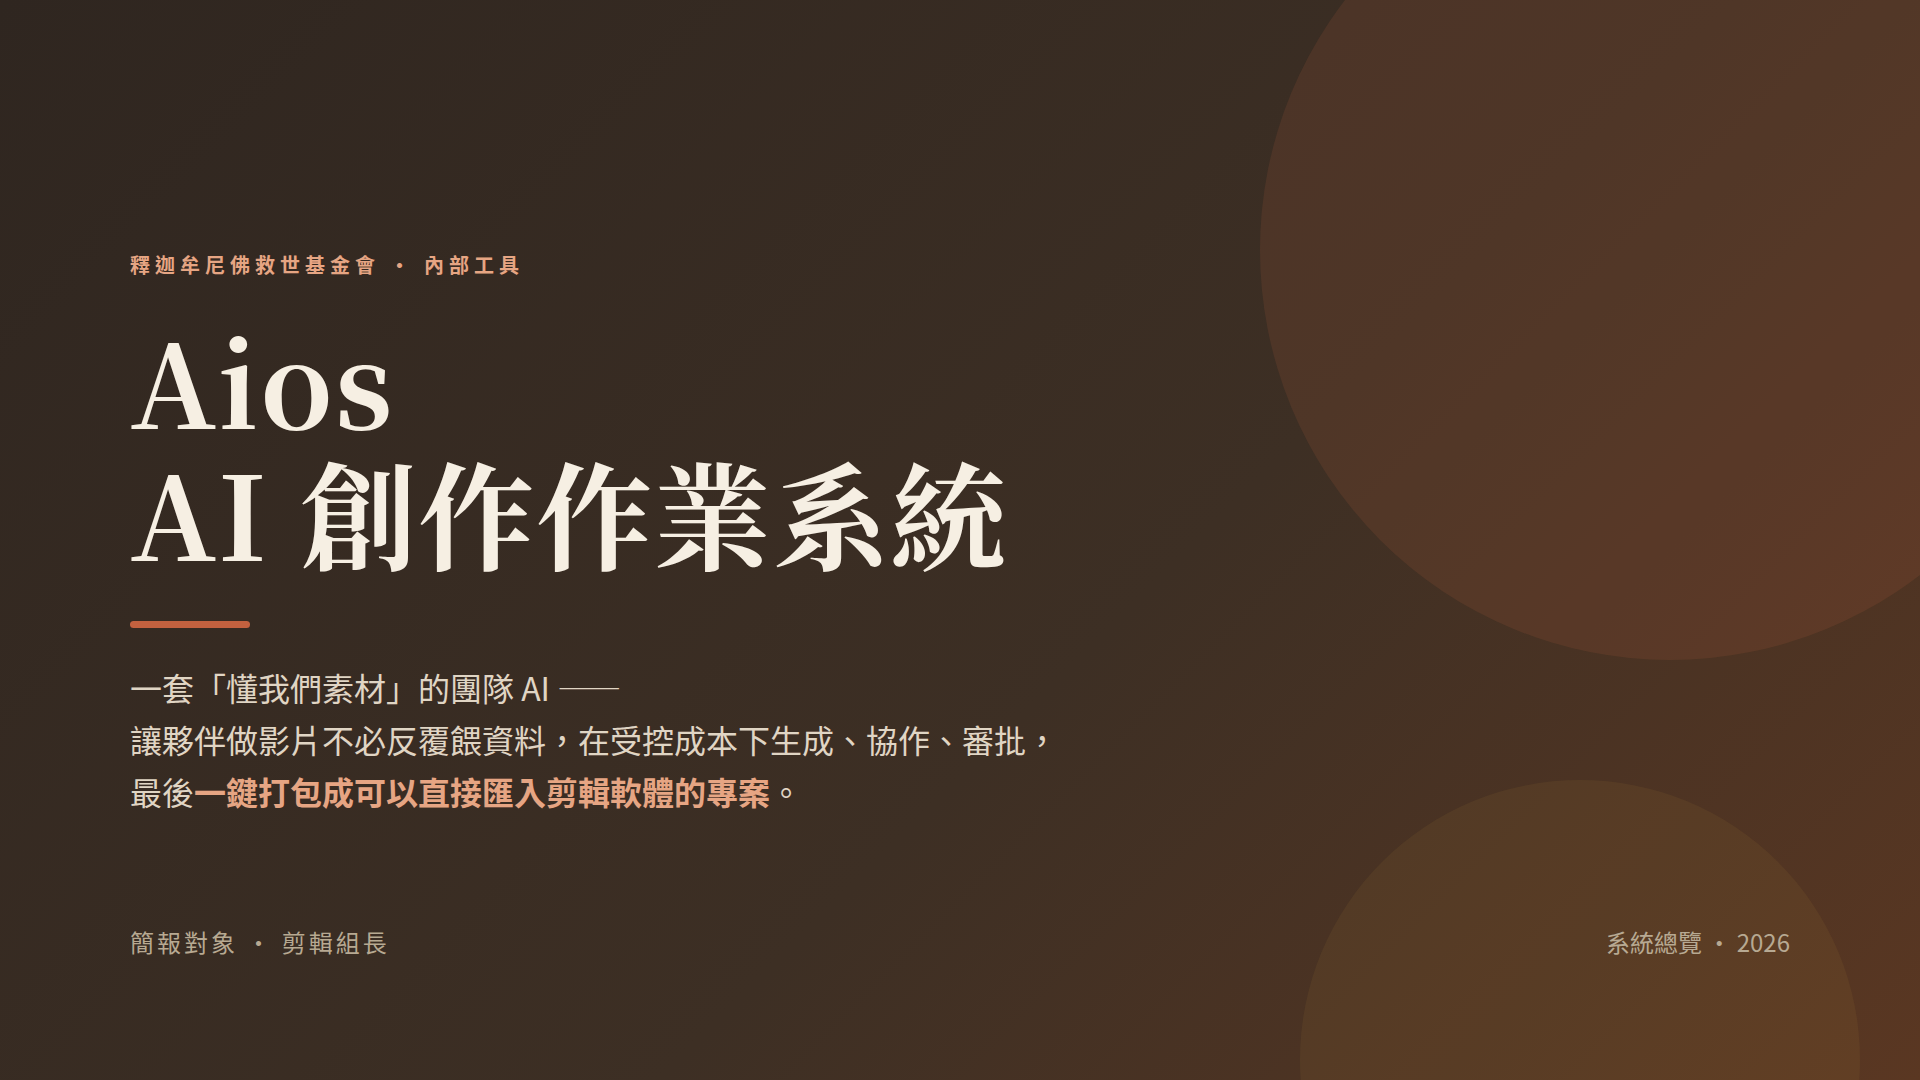 釋迦牟尼佛救世基金會 · 內部工具
Aios
AI 創作作業系統
一套「懂我們素材」的團隊 AI ——
讓夥伴做影片不必反覆餵資料，在受控成本下生成、協作、審批，
最後一鍵打包成可以直接匯入剪輯軟體的專案。
簡報對象 · 剪輯組長
系統總覽 · 2026